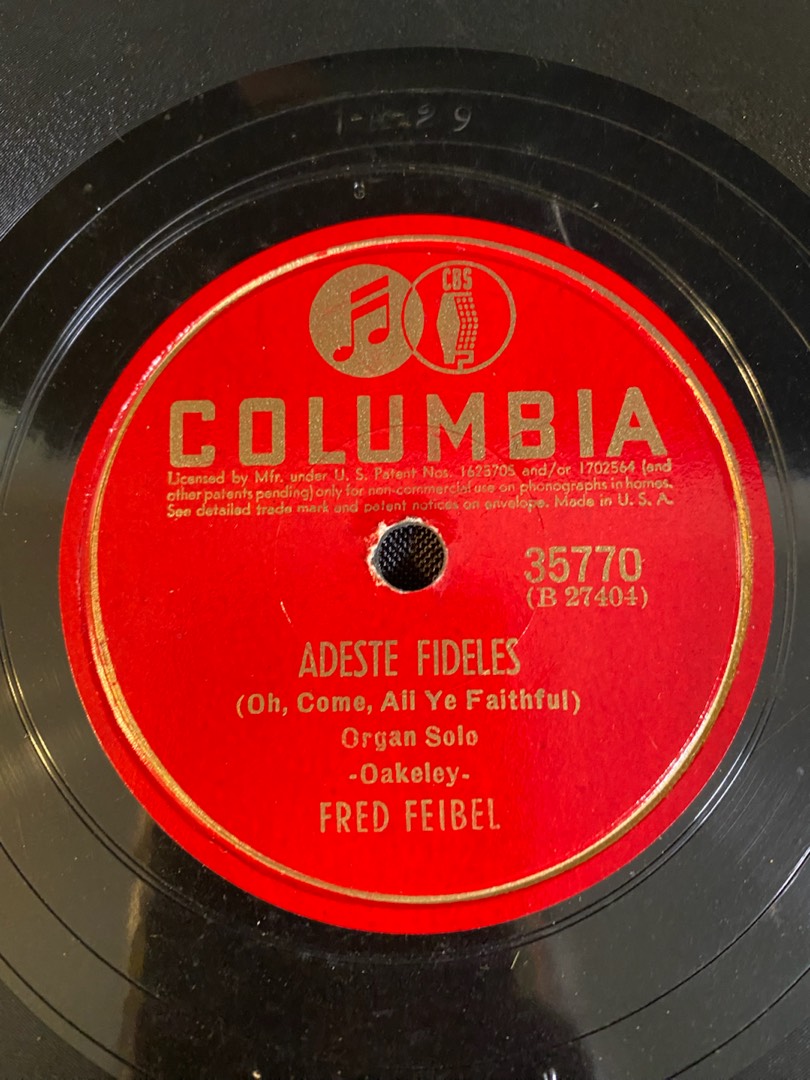 CBS
COLUMBIA
Licensed by Mfr. under U. S. Patent Nos. 1625705 and/or 1702564 (and
other patents pending) only for non-commercial use on phonographs in homes.
See detailed trade mark and patent notices on envelope. Made in U. S. A.
35770
(B 27404)
ADESTE FIDELES
(Oh, Come, All Ye Faithful)
Organ Solo
-Oakeley-
FRED FEIBEL